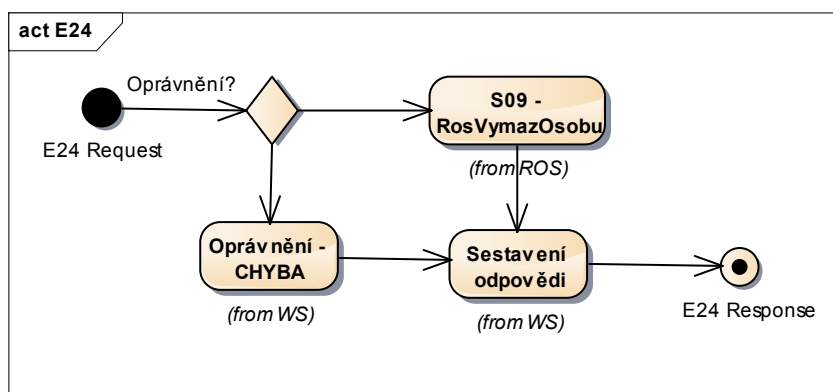 act E24
Oprávnění?
E24 Request
S09 -
RosVymazOsobu
(from ROS)
Oprávnění -
CHYBA
(from WS)
Sestavení
odpovědi
(from WS)
E24 Response